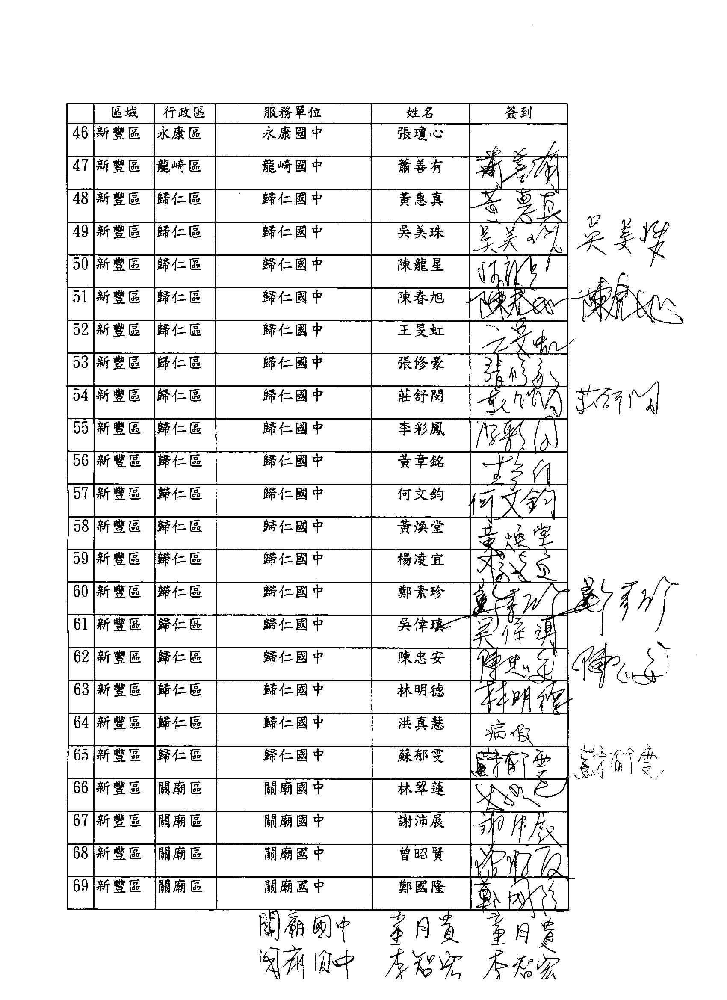 區域 行政區 服務單位 姓名 簽到
46 新豐區 永康區 永康國中 張瓊心
47 新豐區 龍崎區 龍崎國中 蕭善有 蕭善有
48 新豐區 歸仁區 歸仁國中 黃惠真 黃惠真
49 新豐區 歸仁區 歸仁國中 吳美珠 吳美
50 新豐區 歸仁區 歸仁國中 陳龍星 陳龍星
51 新豐區 歸仁區 歸仁國中 陳春旭 陳春旭
52 新豐區 歸仁區 歸仁國中 王旻虹 王旻虹
53 新豐區 歸仁區 歸仁國中 張修豪 張修豪
54 新豐區 歸仁區 歸仁國中 莊舒閔 莊舒閔 莊舒閔
55 新豐區 歸仁區 歸仁國中 李彩鳳 李彩鳳
56 新豐區 歸仁區 歸仁國中 黃章銘
57 新豐區 歸仁區 歸仁國中 何文鈞 何文鈞
58 新豐區 歸仁區 歸仁國中 黃煥堂 黃煥堂
59 新豐區 歸仁區 歸仁國中 楊凌宜 楊凌宜
60 新豐區 歸仁區 歸仁國中 鄭素珍 鄭素珍 鄭素珍
61 新豐區 歸仁區 歸仁國中 吳倖瑱 吳倖瑱
62 新豐區 歸仁區 歸仁國中 陳忠安 陳忠安 陳忠安
63 新豐區 歸仁區 歸仁國中 林明德 林明德
64 新豐區 歸仁區 歸仁國中 洪真慧 病假
65 新豐區 歸仁區 歸仁國中 蘇郁雯 蘇郁雯 蘇郁雯
66 新豐區 關廟區 關廟國中 林翠蓮
67 新豐區 關廟區 關廟國中 謝沛展 謝沛展
68 新豐區 關廟區 關廟國中 曾昭賢 曾昭賢
69 新豐區 關廟區 關廟國中 鄭國隆 鄭國隆
關廟國中 童月貴 童月貴
關廟國中 李智宏 李智宏